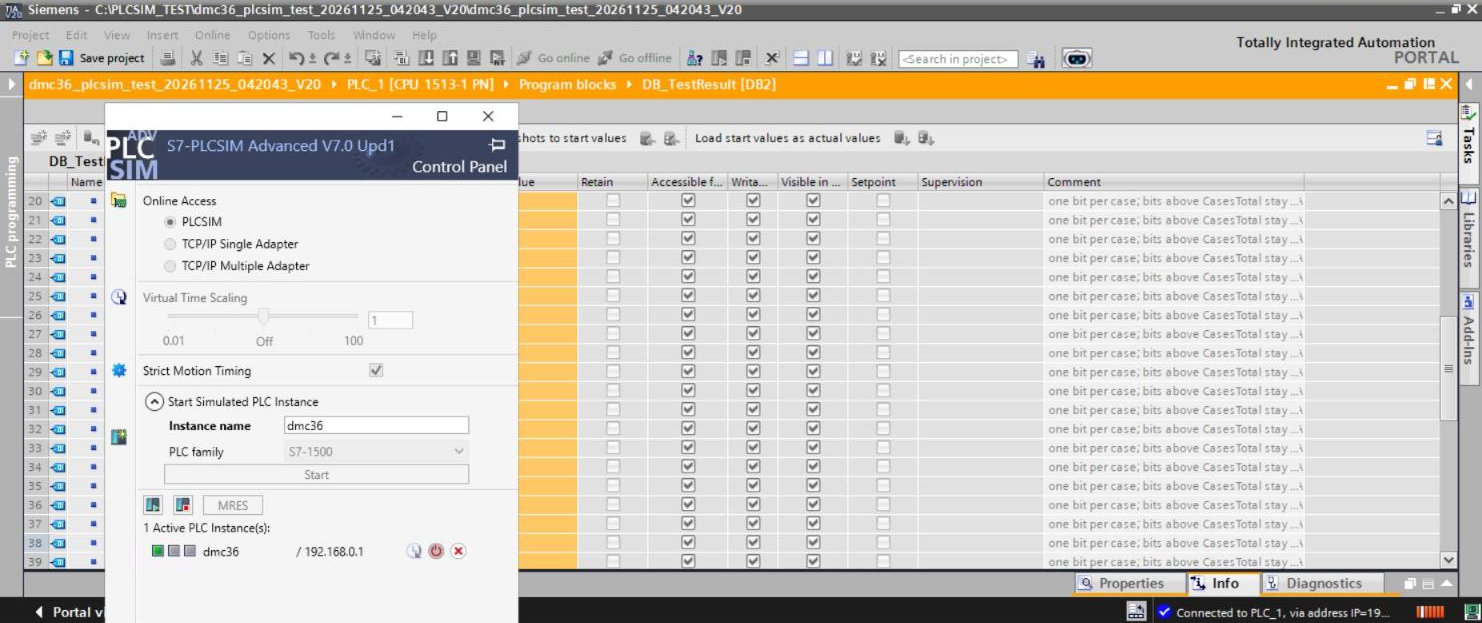 Siemens - C:\PLCSIM_TEST\dmc36_plcsim_test_20261125_042043_V20\dmc36_plcsim_test_20261125_042043_V20
Project Edit View Insert Online Options Tools Window Help
Totally Integrated Automation
PORTAL
Save project Go online Go offline <Search in project>
dmc36_plcsim_test_20261125_042043_V20 PLC_1 [CPU 1513-1 PN] Program blocks DB_TestResult [DB2]
shots to start values Load start values as actual values
DB_Test
Name Retain Accessible f... Writa... Visible in ... Setpoint Supervision Comment
PLC programming
Tasks
Libraries
Add-Ins
ADV
PLC
SIM
S7-PLCSIM Advanced V7.0 Upd1
Control Panel
Online Access
PLCSIM
TCP/IP Single Adapter
TCP/IP Multiple Adapter
Virtual Time Scaling
1
0.01 Off 100
Strict Motion Timing
Start Simulated PLC Instance
Instance name dmc36
PLC family S7-1500
Start
MRES
1 Active PLC Instance(s):
dmc36 / 192.168.0.1
20 one bit per case; bits above CasesTotal stay ...
21 one bit per case; bits above CasesTotal stay ...
22 one bit per case; bits above CasesTotal stay ...
23 one bit per case; bits above CasesTotal stay ...
24 one bit per case; bits above CasesTotal stay ...
25 one bit per case; bits above CasesTotal stay ...
26 one bit per case; bits above CasesTotal stay ...
27 one bit per case; bits above CasesTotal stay ...
28 one bit per case; bits above CasesTotal stay ...
29 one bit per case; bits above CasesTotal stay ...
30 one bit per case; bits above CasesTotal stay ...
31 one bit per case; bits above CasesTotal stay ...
32 one bit per case; bits above CasesTotal stay ...
33 one bit per case; bits above CasesTotal stay ...
34 one bit per case; bits above CasesTotal stay ...
35 one bit per case; bits above CasesTotal stay ...
36 one bit per case; bits above CasesTotal stay ...
37 one bit per case; bits above CasesTotal stay ...
38 one bit per case; bits above CasesTotal stay ...
39 one bit per case; bits above CasesTotal stay ...
Properties Info Diagnostics
Portal vi
Connected to PLC_1, via address IP=19...